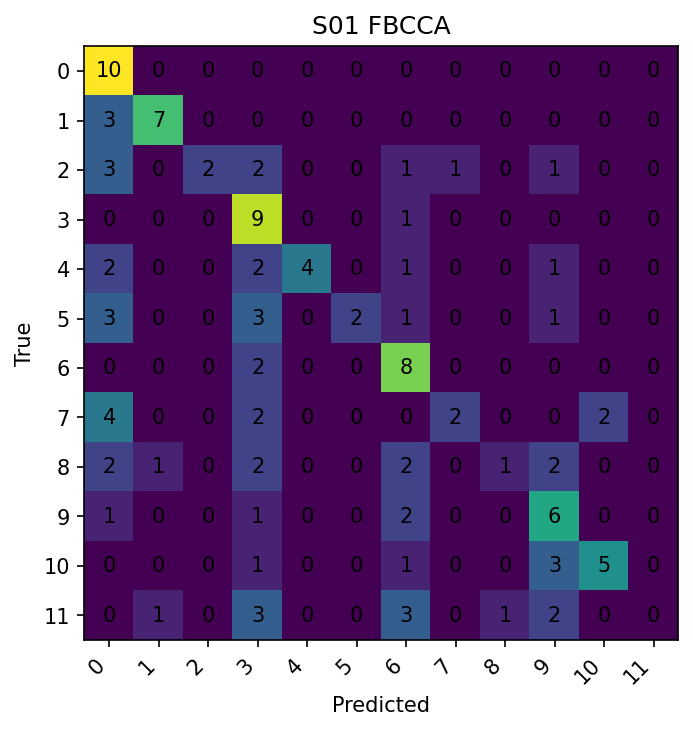 S01 FBCCA
0 10 0 0 0 0 0 0 0 0 0 0 0
1 3 7 0 0 0 0 0 0 0 0 0 0
2 3 0 2 2 0 0 1 1 0 1 0 0
3 0 0 0 9 0 0 1 0 0 0 0 0
4 2 0 0 2 4 0 1 0 0 1 0 0
5 3 0 0 3 0 2 1 0 0 1 0 0
6 0 0 0 2 0 0 8 0 0 0 0 0
7 4 0 0 2 0 0 0 2 0 0 2 0
8 2 1 0 2 0 0 2 0 1 2 0 0
9 1 0 0 1 0 0 2 0 0 6 0 0
10 0 0 0 1 0 0 1 0 0 3 5 0
11 0 1 0 3 0 0 3 0 1 2 0 0
True
0 1 2 3 4 5 6 7 8 9 10 11
Predicted